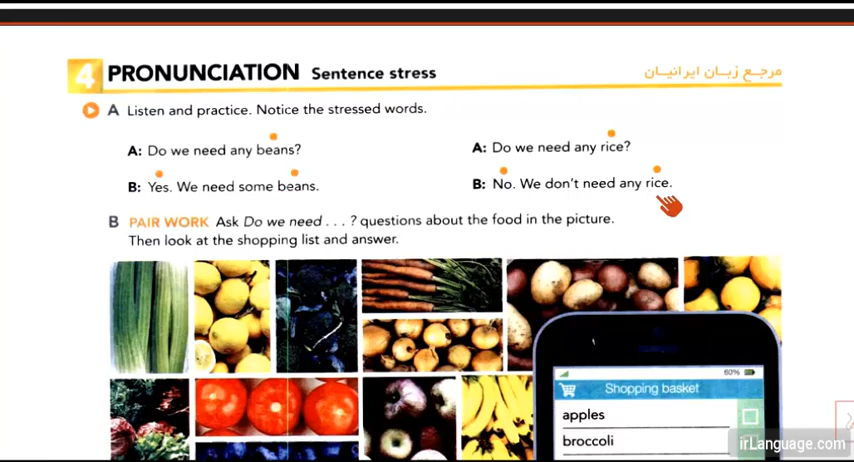 4 PRONUNCIATION Sentence stress
مرجـع زبـان ایرانیـان
A Listen and practice. Notice the stressed words.
A: Do we need any beans?
B: Yes. We need some beans.
A: Do we need any rice?
B: No. We don't need any rice.
B PAIR WORK Ask Do we need . . . ? questions about the food in the picture.
Then look at the shopping list and answer.
60%
Shopping basket
apples
broccoli
irLanguage.com